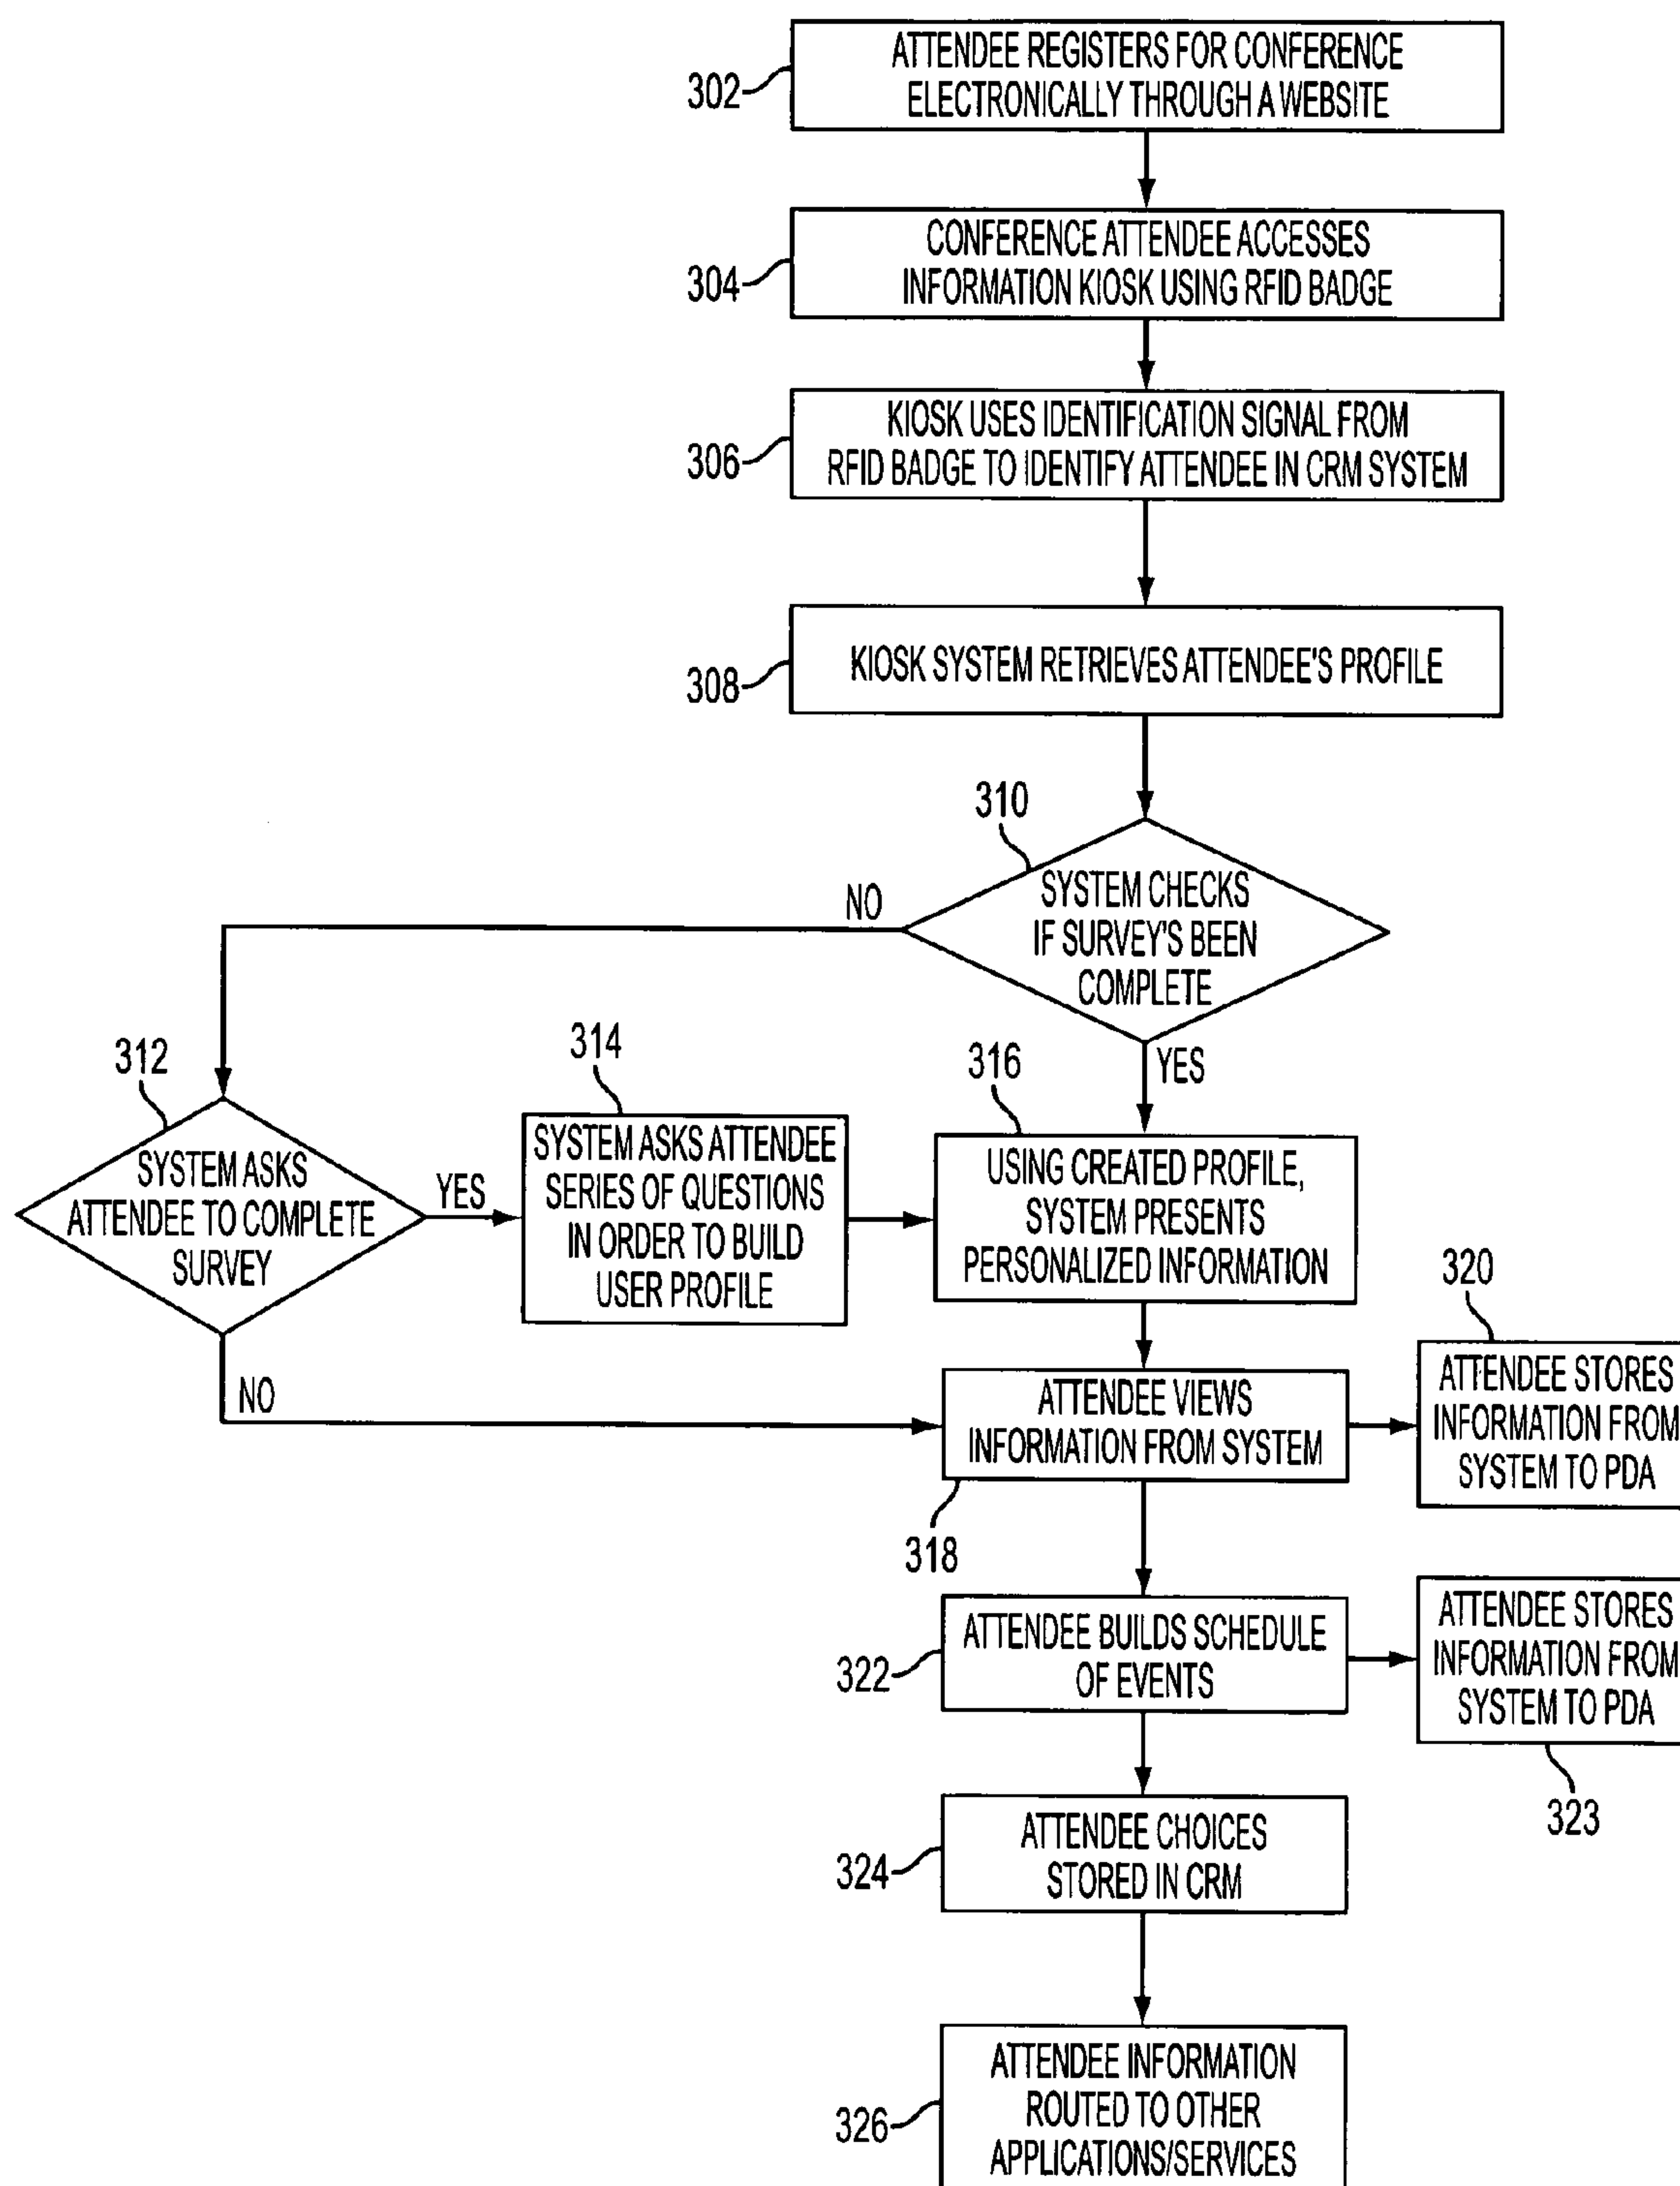 302
ATTENDEE REGISTERS FOR CONFERENCE
ELECTRONICALLY THROUGH A WEBSITE
304
CONFERENCE ATTENDEE ACCESSES
INFORMATION KIOSK USING RFID BADGE
306
KIOSK USES IDENTIFICATION SIGNAL FROM
RFID BADGE TO IDENTIFY ATTENDEE IN CRM SYSTEM
308
KIOSK SYSTEM RETRIEVES ATTENDEE'S PROFILE
310
SYSTEM CHECKS
IF SURVEY'S BEEN
COMPLETE
NO
YES
312
SYSTEM ASKS
ATTENDEE TO COMPLETE
SURVEY
YES
NO
314
SYSTEM ASKS ATTENDEE
SERIES OF QUESTIONS
IN ORDER TO BUILD
USER PROFILE
316
USING CREATED PROFILE,
SYSTEM PRESENTS
PERSONALIZED INFORMATION
318
ATTENDEE VIEWS
INFORMATION FROM SYSTEM
320
ATTENDEE STORES
INFORMATION FROM
SYSTEM TO PDA
322
ATTENDEE BUILDS SCHEDULE
OF EVENTS
ATTENDEE STORES
INFORMATION FROM
SYSTEM TO PDA
323
324
ATTENDEE CHOICES
STORED IN CRM
326
ATTENDEE INFORMATION
ROUTED TO OTHER
APPLICATIONS/SERVICES